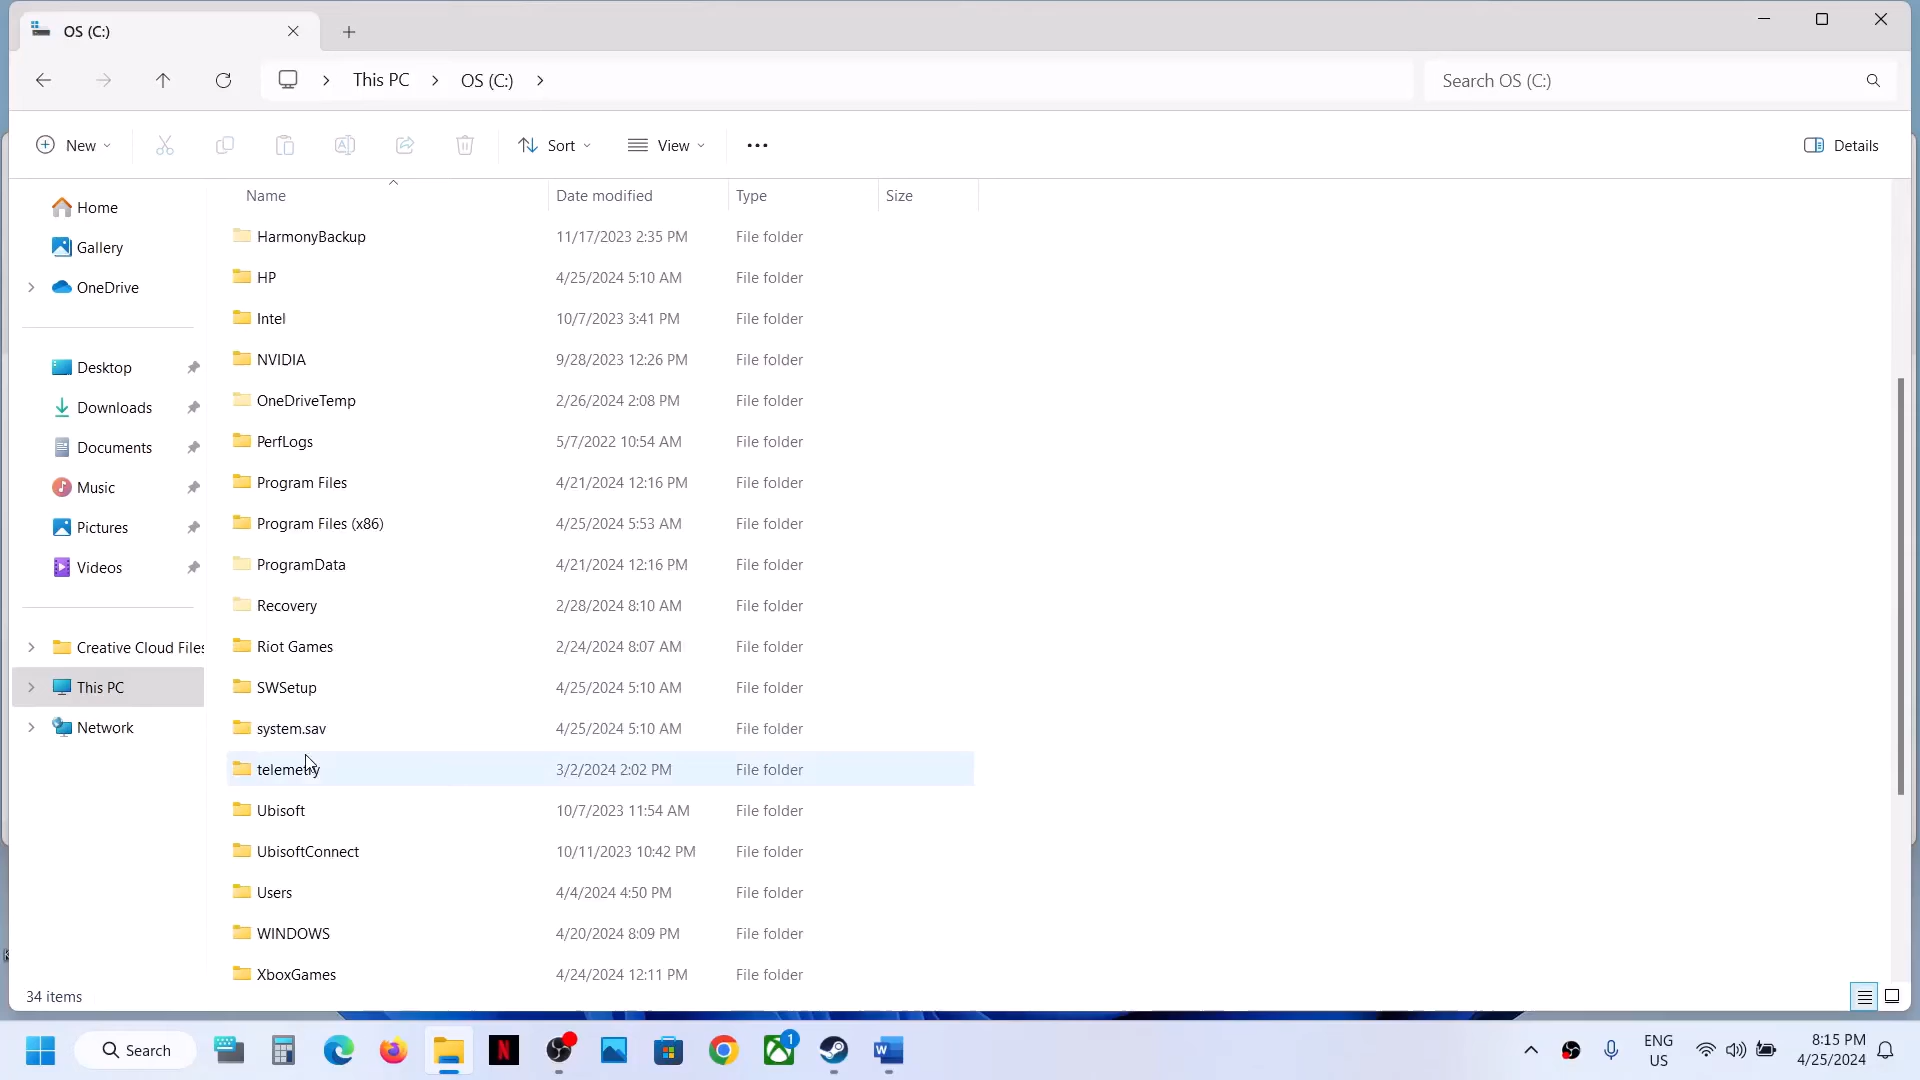 OS (C:)
This PC
OS (C:)
Search OS (C:)
New
Sort
View
Details
Name
Date modified
Type
Size
Home
Gallery
OneDrive
Desktop
Downloads
Documents
Music
Pictures
Videos
Creative Cloud Files
This PC
Network
HarmonyBackup 11/17/2023 2:35 PM File folder
HP 4/25/2024 5:10 AM File folder
Intel 10/7/2023 3:41 PM File folder
NVIDIA 9/28/2023 12:26 PM File folder
OneDriveTemp 2/26/2024 2:08 PM File folder
PerfLogs 5/7/2022 10:54 AM File folder
Program Files 4/21/2024 12:16 PM File folder
Program Files (x86) 4/25/2024 5:53 AM File folder
ProgramData 4/21/2024 12:16 PM File folder
Recovery 2/28/2024 8:10 AM File folder
Riot Games 2/24/2024 8:07 AM File folder
SWSetup 4/25/2024 5:10 AM File folder
system.sav 4/25/2024 5:10 AM File folder
telemetry 3/2/2024 2:02 PM File folder
Ubisoft 10/7/2023 11:54 AM File folder
UbisoftConnect 10/11/2023 10:42 PM File folder
Users 4/4/2024 4:50 PM File folder
WINDOWS 4/20/2024 8:09 PM File folder
XboxGames 4/24/2024 12:11 PM File folder
34 items
Search
N
1
W
ENG
US
8:15 PM
4/25/2024